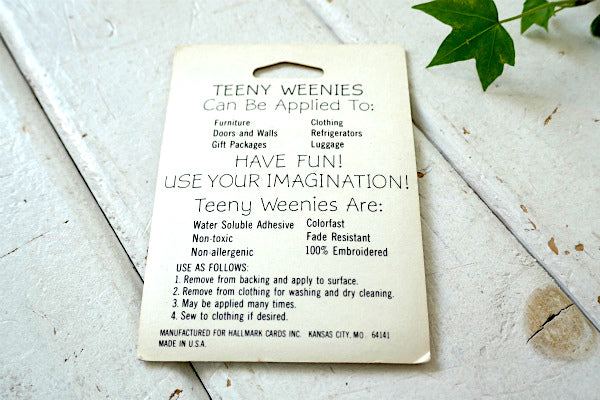 TEENY WEENIES
Can Be Applied To:
Furniture Clothing
Doors and Walls Refrigerators
Gift Packages Luggage
HAVE FUN!
USE YOUR IMAGINATION!
Teeny Weenies Are:
Water Soluble Adhesive Colorfast
Non-toxic Fade Resistant
Non-allergenic 100% Embroidered
USE AS FOLLOWS:
1. Remove from backing and apply to surface.
2. Remove from clothing for washing and dry cleaning.
3. May be applied many times.
4. Sew to clothing if desired.
MANUFACTURED FOR HALLMARK CARDS INC. KANSAS CITY, MO. 64141
MADE IN U.S.A.